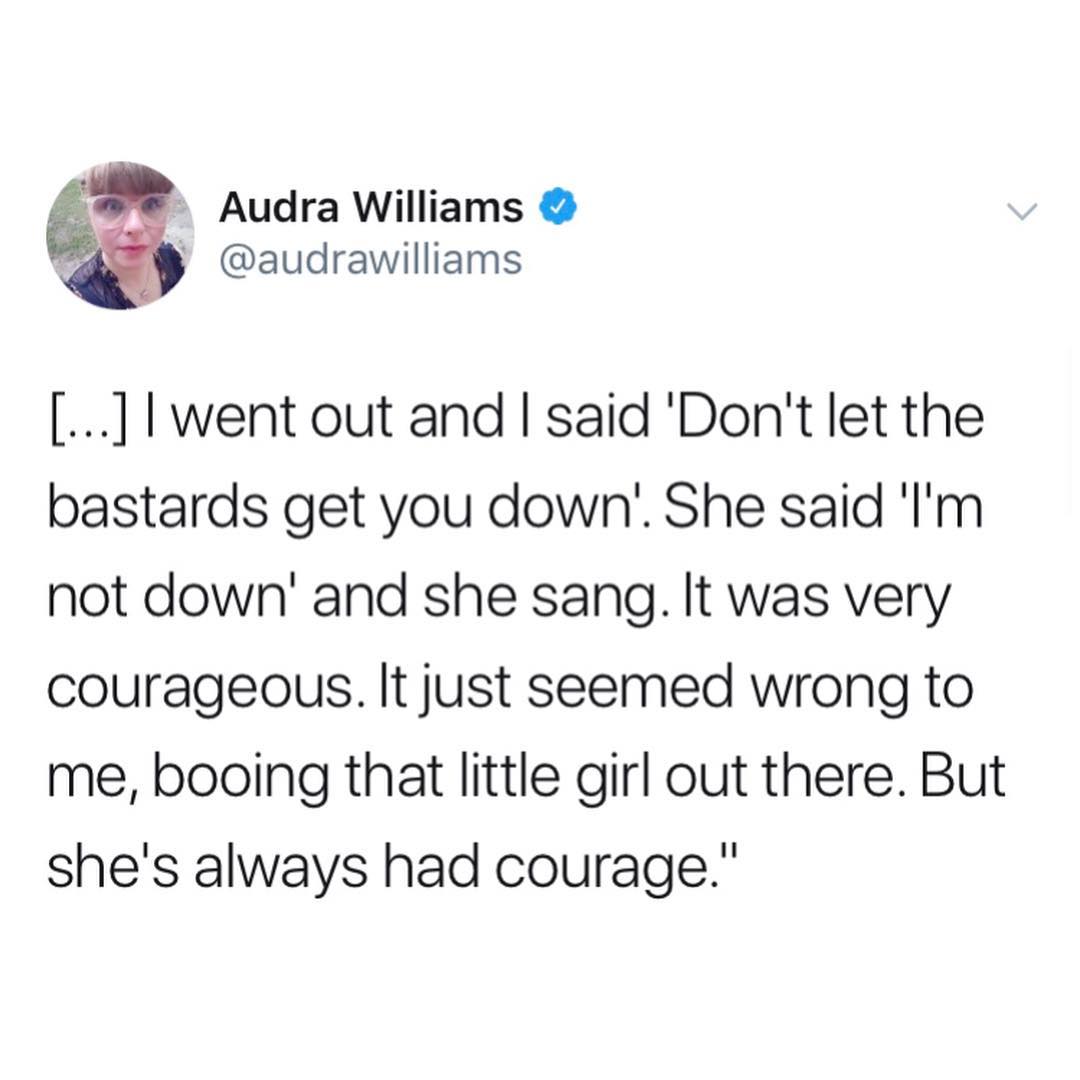 Audra Williams
@audrawilliams
[...] I went out and I said 'Don't let the
bastards get you down'. She said 'I'm
not down' and she sang. It was very
courageous. It just seemed wrong to
me, booing that little girl out there. But
she's always had courage."